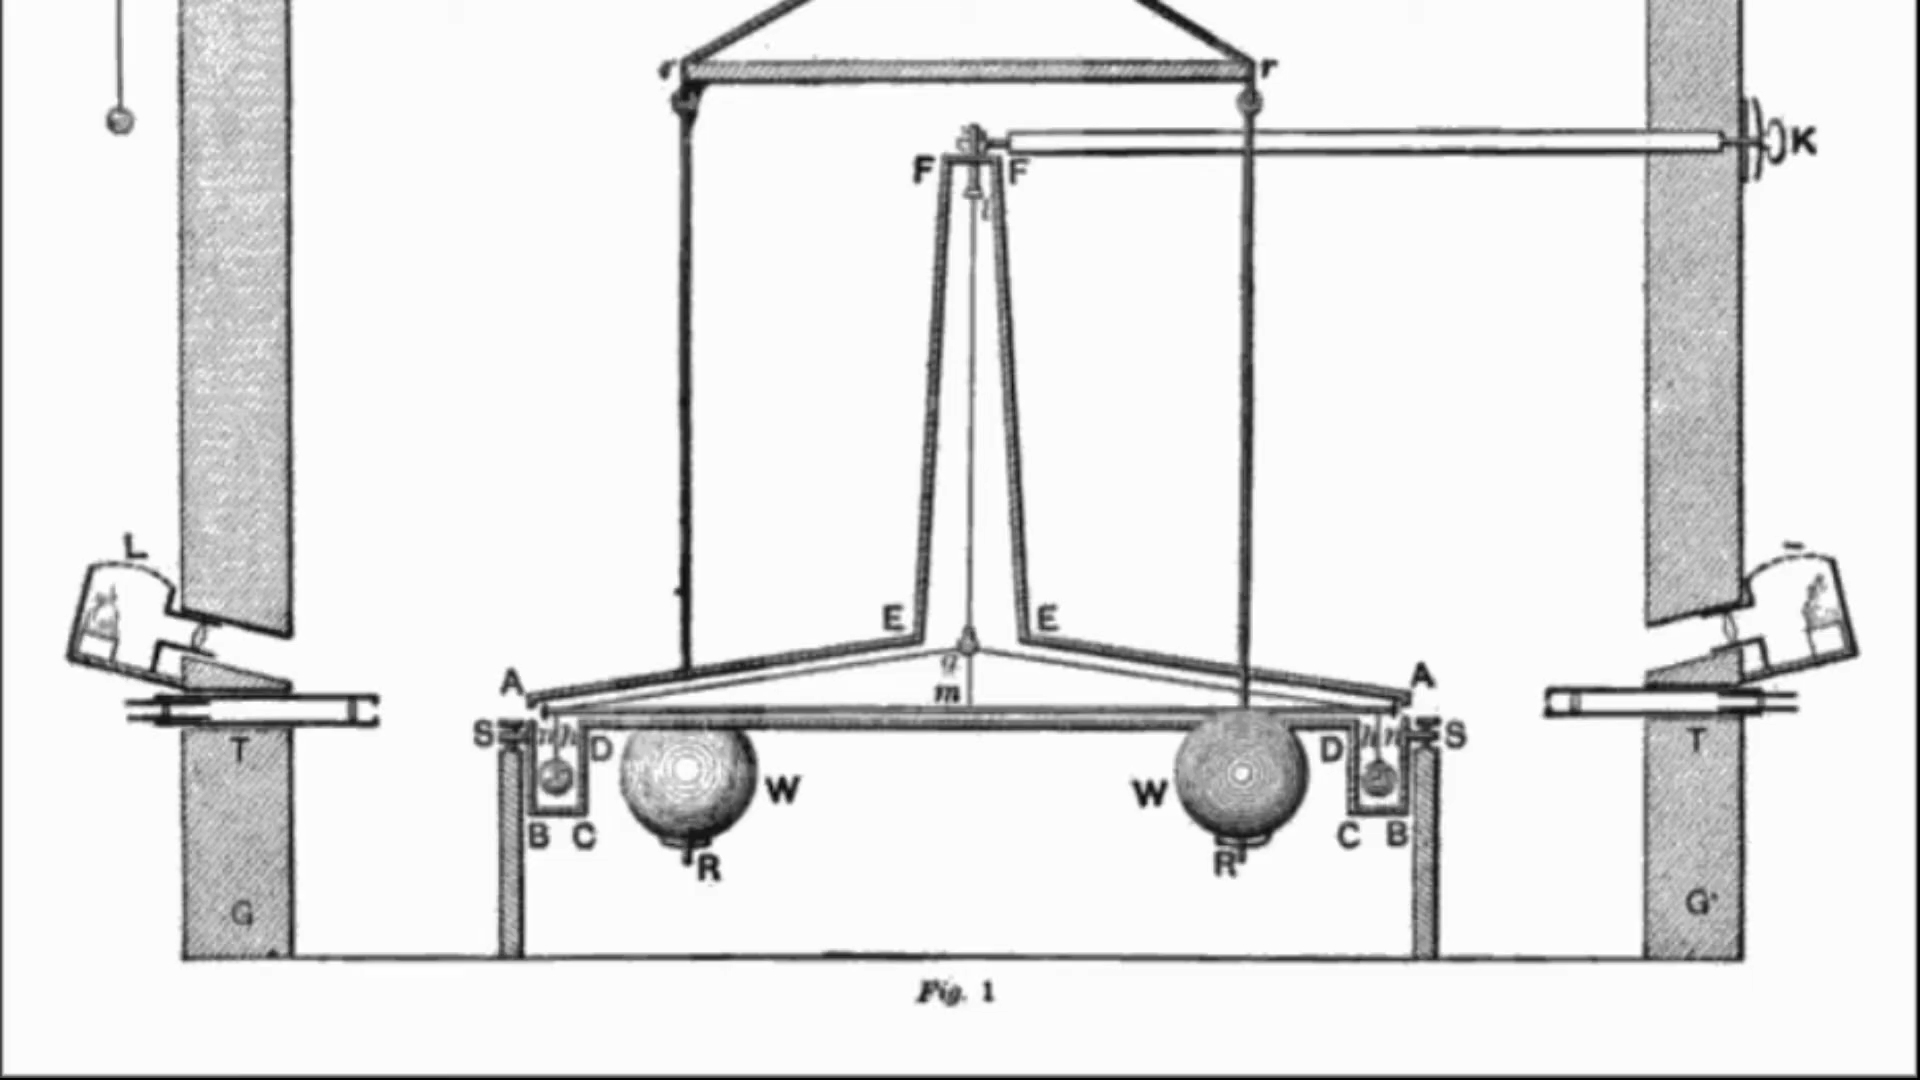 r r
K
F F
l
L
E E
g
A A
m
S D D S
T T
W W
B C C B
R R
G G'
Fig. 1